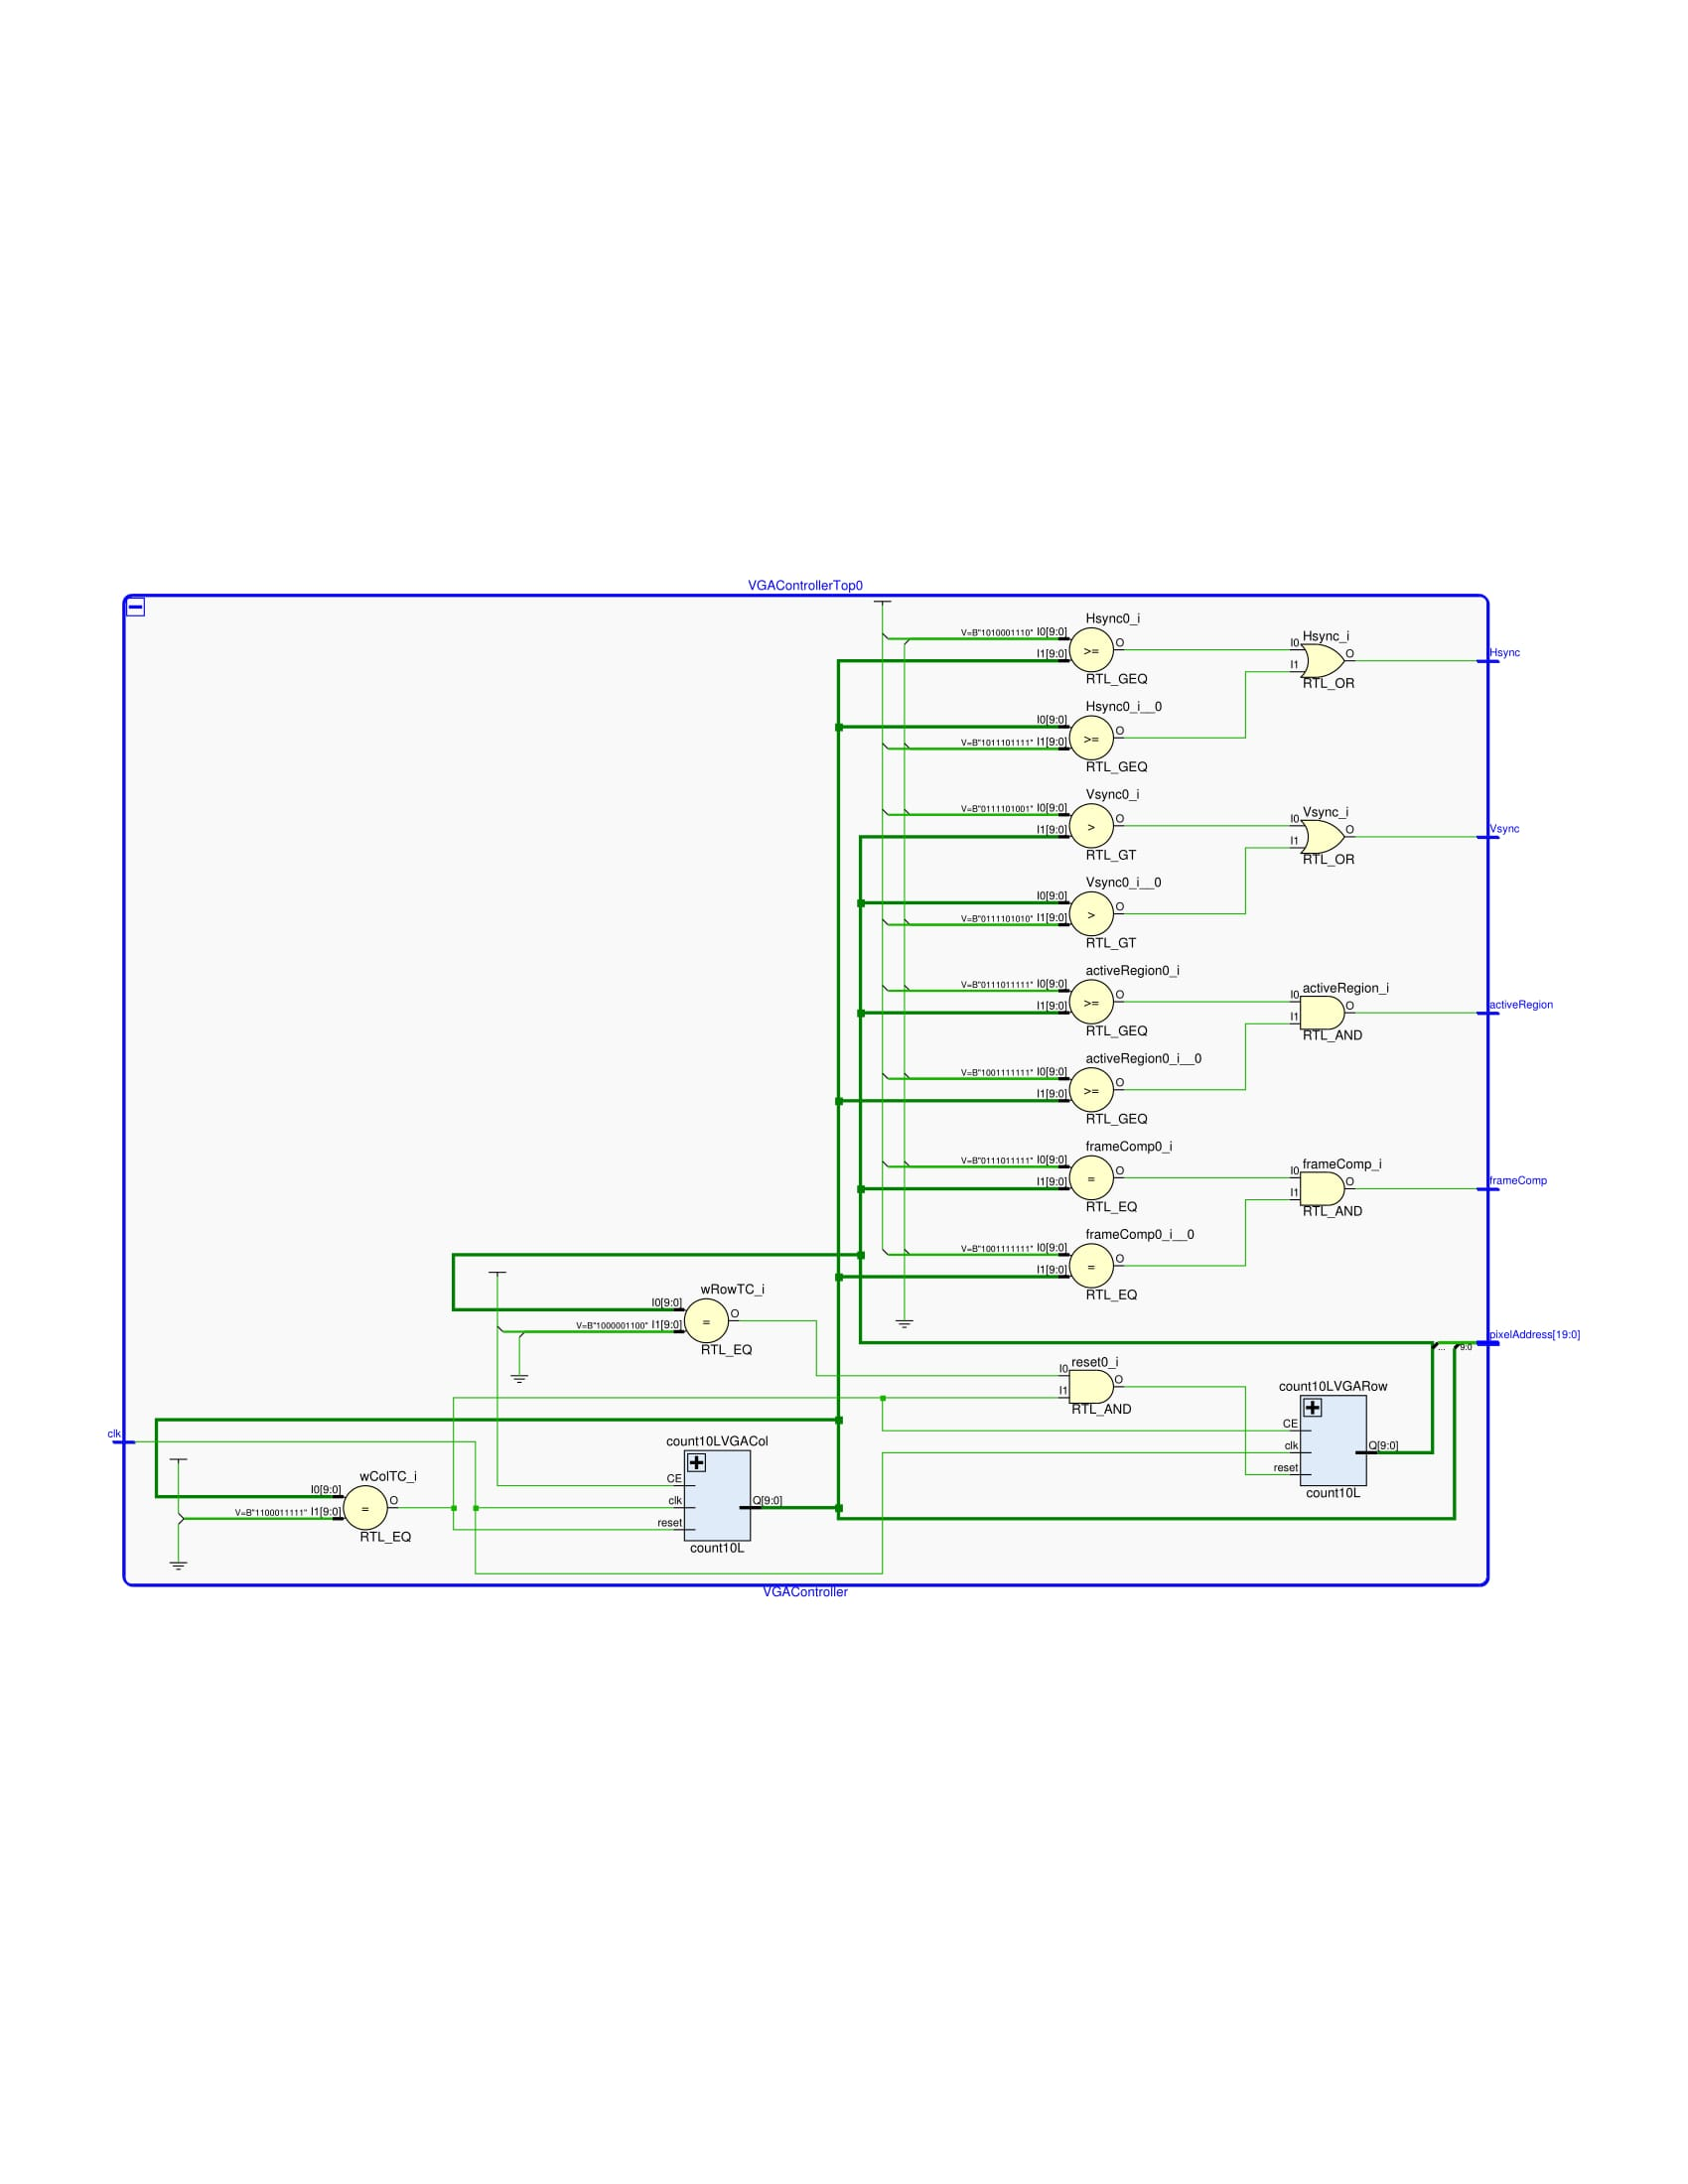 VGAControllerTop0
Hsync0_i
V=B"1010001110" I0[9:0]
I1[9:0]
O
>=
RTL_GEQ
Hsync_i
I0
I1
O
RTL_OR
Hsync
Hsync0_i__0
I0[9:0]
V=B"1011101111" I1[9:0]
O
>=
RTL_GEQ
Vsync0_i
V=B"0111101001" I0[9:0]
I1[9:0]
O
>
RTL_GT
Vsync_i
I0
I1
O
RTL_OR
Vsync
Vsync0_i__0
I0[9:0]
V=B"0111101010" I1[9:0]
O
>
RTL_GT
activeRegion0_i
V=B"0111011111" I0[9:0]
I1[9:0]
O
>=
RTL_GEQ
activeRegion_i
I0
I1
O
RTL_AND
activeRegion
activeRegion0_i__0
V=B"1001111111" I0[9:0]
I1[9:0]
O
>=
RTL_GEQ
frameComp0_i
V=B"0111011111" I0[9:0]
I1[9:0]
O
=
RTL_EQ
frameComp_i
I0
I1
O
RTL_AND
frameComp
frameComp0_i__0
V=B"1001111111" I0[9:0]
I1[9:0]
O
=
RTL_EQ
wRowTC_i
I0[9:0]
V=B"1000001100" I1[9:0]
O
=
RTL_EQ
pixelAddress[19:0]
...
9:0
reset0_i
I0
I1
O
RTL_AND
count10LVGARow
CE
clk
reset
Q[9:0]
count10L
clk
count10LVGACol
CE
clk
reset
Q[9:0]
count10L
wColTC_i
I0[9:0]
V=B"1100011111" I1[9:0]
O
=
RTL_EQ
VGAController